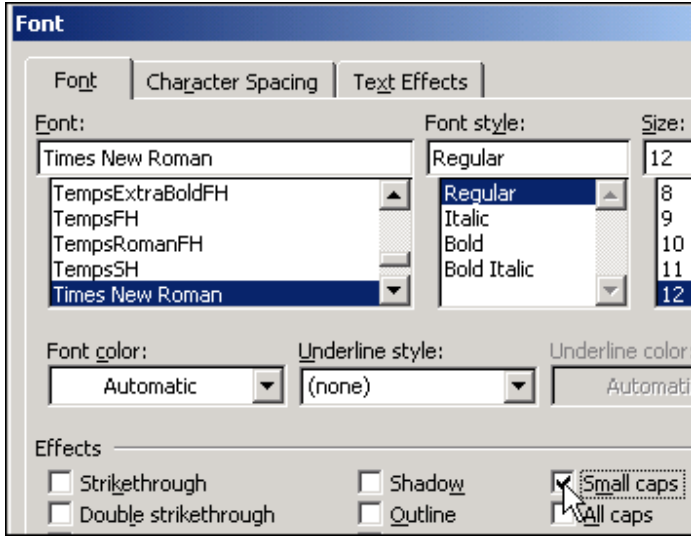 Font
Font Character Spacing Text Effects
Font: Font style: Size:
Times New Roman Regular 12
TempsExtraBoldFH Regular 8
TempsFH Italic 9
TempsRomanFH Bold 10
TempsSH Bold Italic 11
Times New Roman 12
Font color: Underline style: Underline color:
Automatic (none) Automati
Effects
Strikethrough Shadow Small caps
Double strikethrough Outline All caps